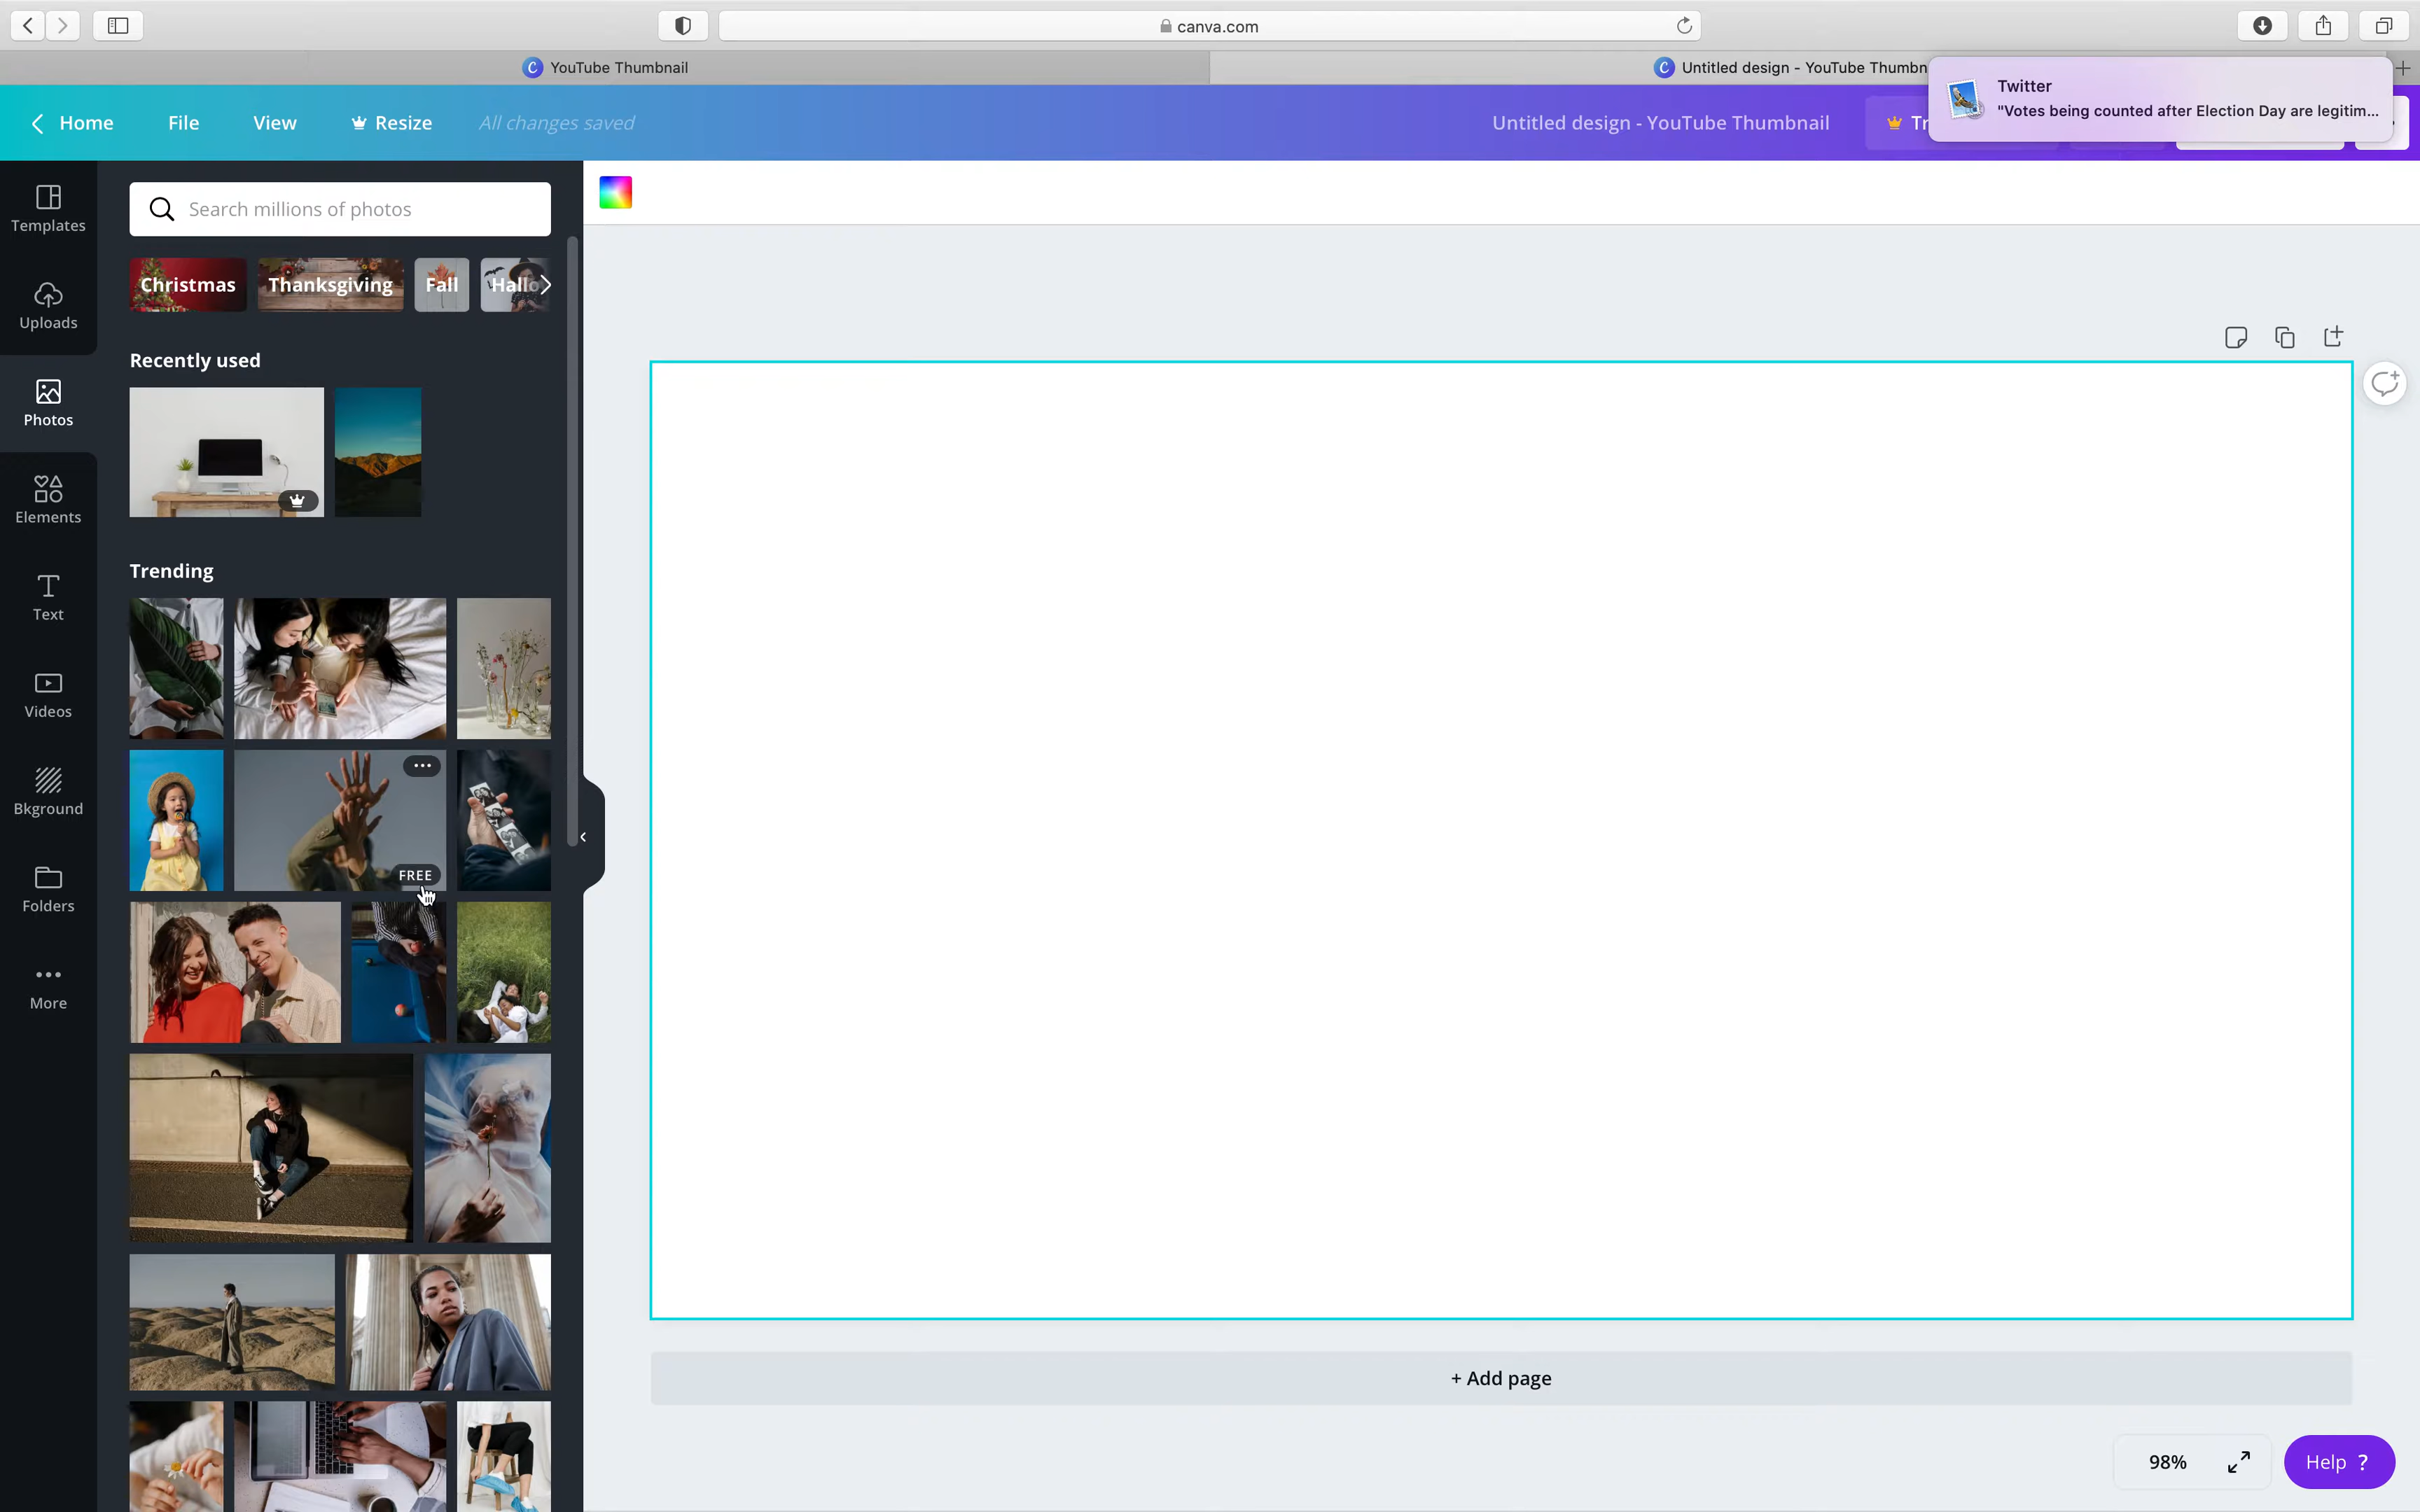 canva.com
YouTube Thumbnail
Untitled design - YouTube Thumbn
Twitter
"Votes being counted after Election Day are legitim...
Home
File
View
Resize
All changes saved
Untitled design - YouTube Thumbnail
Templates
Uploads
Photos
Elements
Text
Videos
Bkground
Folders
More
Search millions of photos
Christmas
Thanksgiving
Fall
Hallo
Recently used
Trending
FREE
+ Add page
98%
Help ?